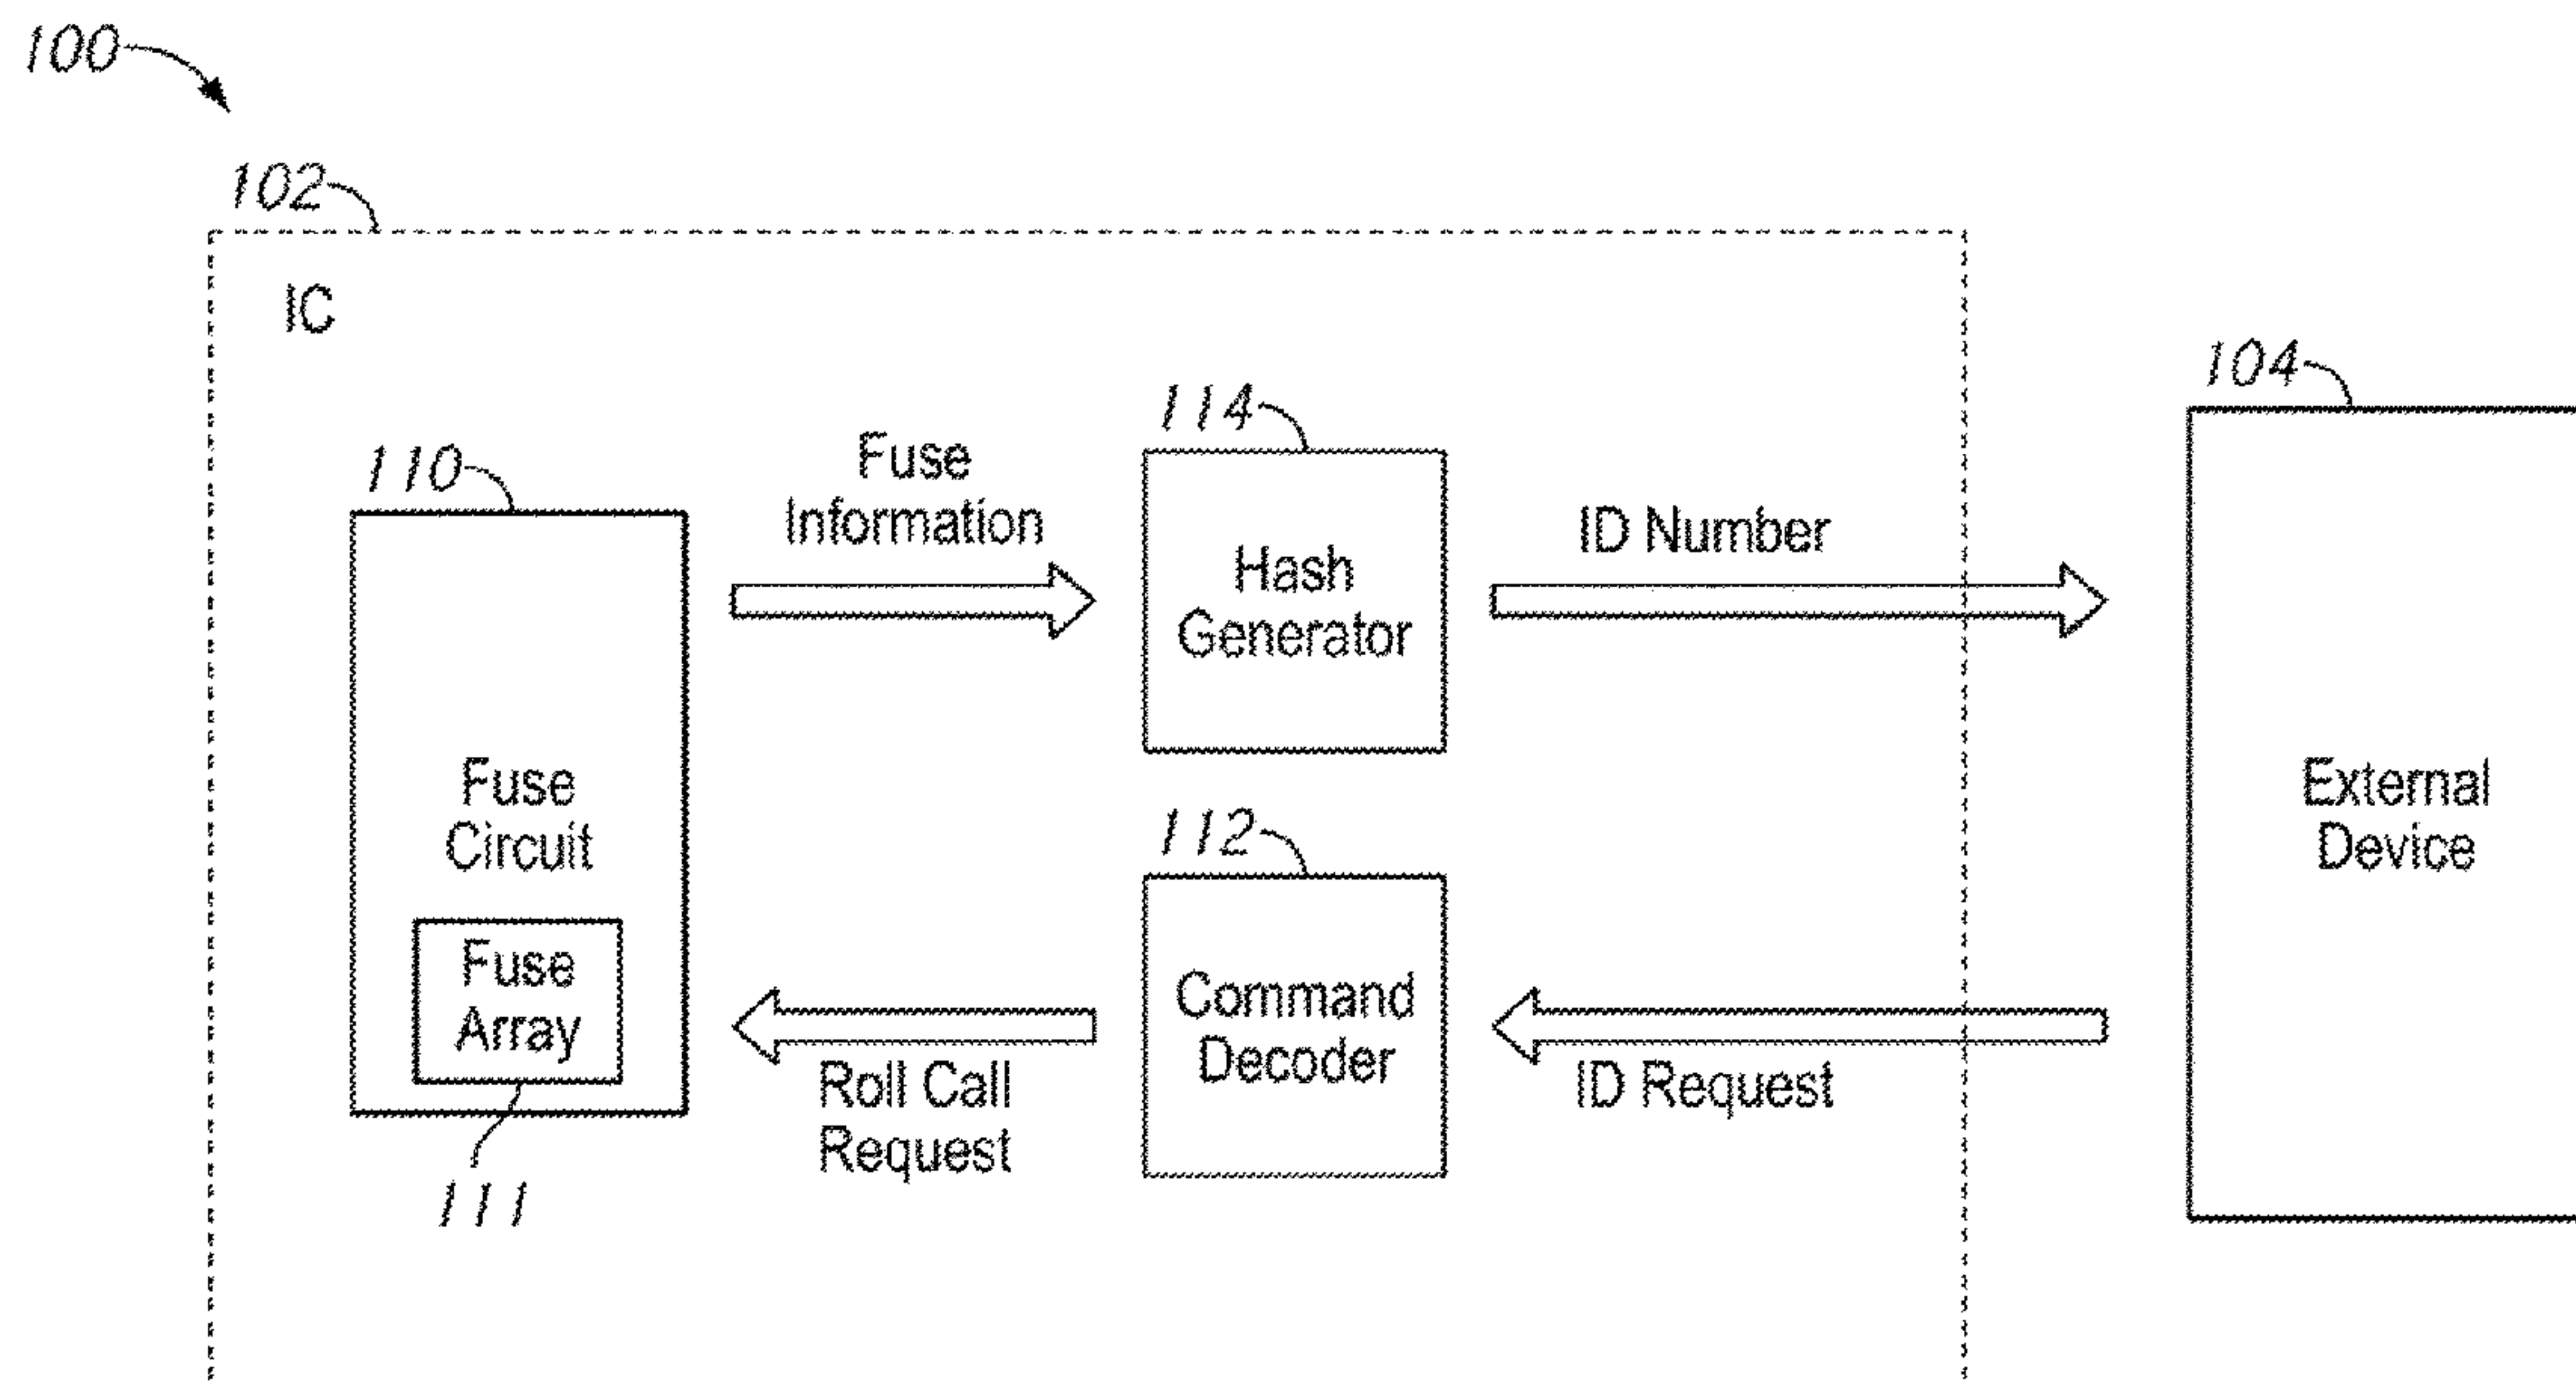 100
102
IC
104
114
110
Fuse
Information
Hash
Generator
ID Number
Fuse
Circuit
External
Device
112
Fuse
Array
Command
Decoder
Roll Call
Request
ID Request
111